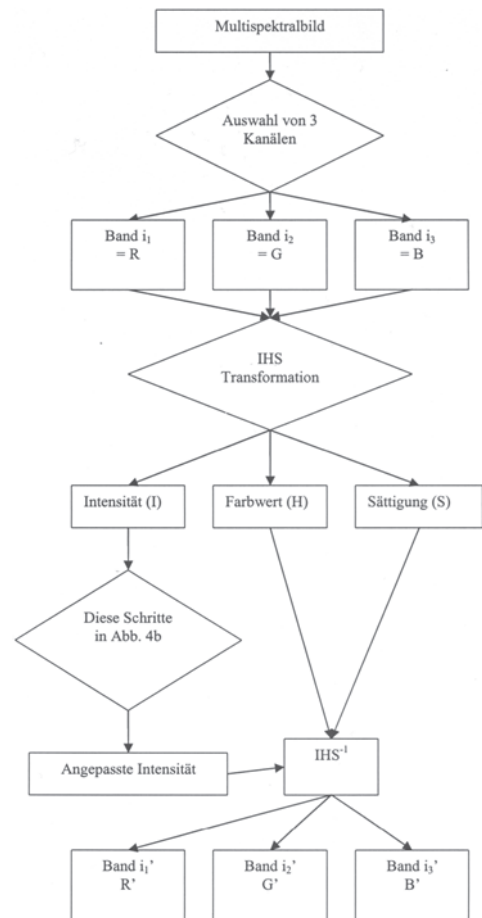 Multispektralbild
Auswahl von 3
Kanälen
Band i₁
= R
Band i₂
= G
Band i₃
= B
IHS
Transformation
Intensität (I)
Farbwert (H)
Sättigung (S)
Diese Schritte
in Abb. 4b
Angepasste Intensität
IHS⁻¹
Band i₁’
R’
Band i₂’
G’
Band i₃’
B’